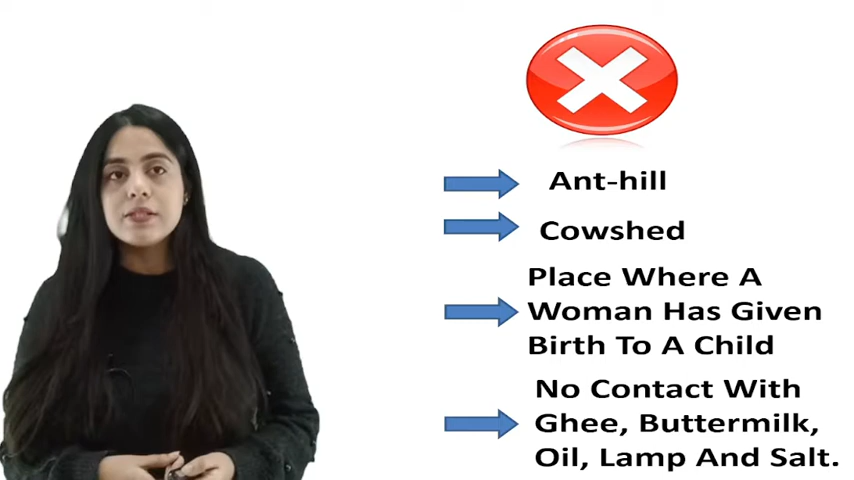 Ant-hill
Cowshed
Place Where A
Woman Has Given
Birth To A Child
No Contact With
Ghee, Buttermilk,
Oil, Lamp And Salt.